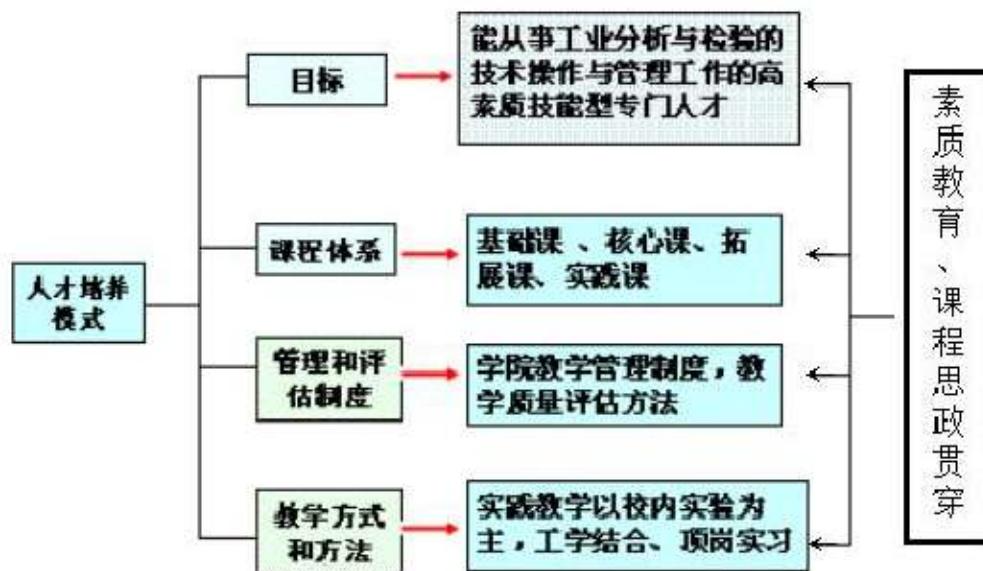 人才培养
模式
目标
能从事工业分析与检验的
技术操作与管理工作的高
素质技能型专门人才
课程体系
基础课、核心课、拓
展课、实践课
管理和评
估制度
学院教学管理制度，教
学质量评估方法
教学方式
和方法
实践教学以校内实验为
主，工学结合、顶岗实习
素质教育、课程思政贯穿